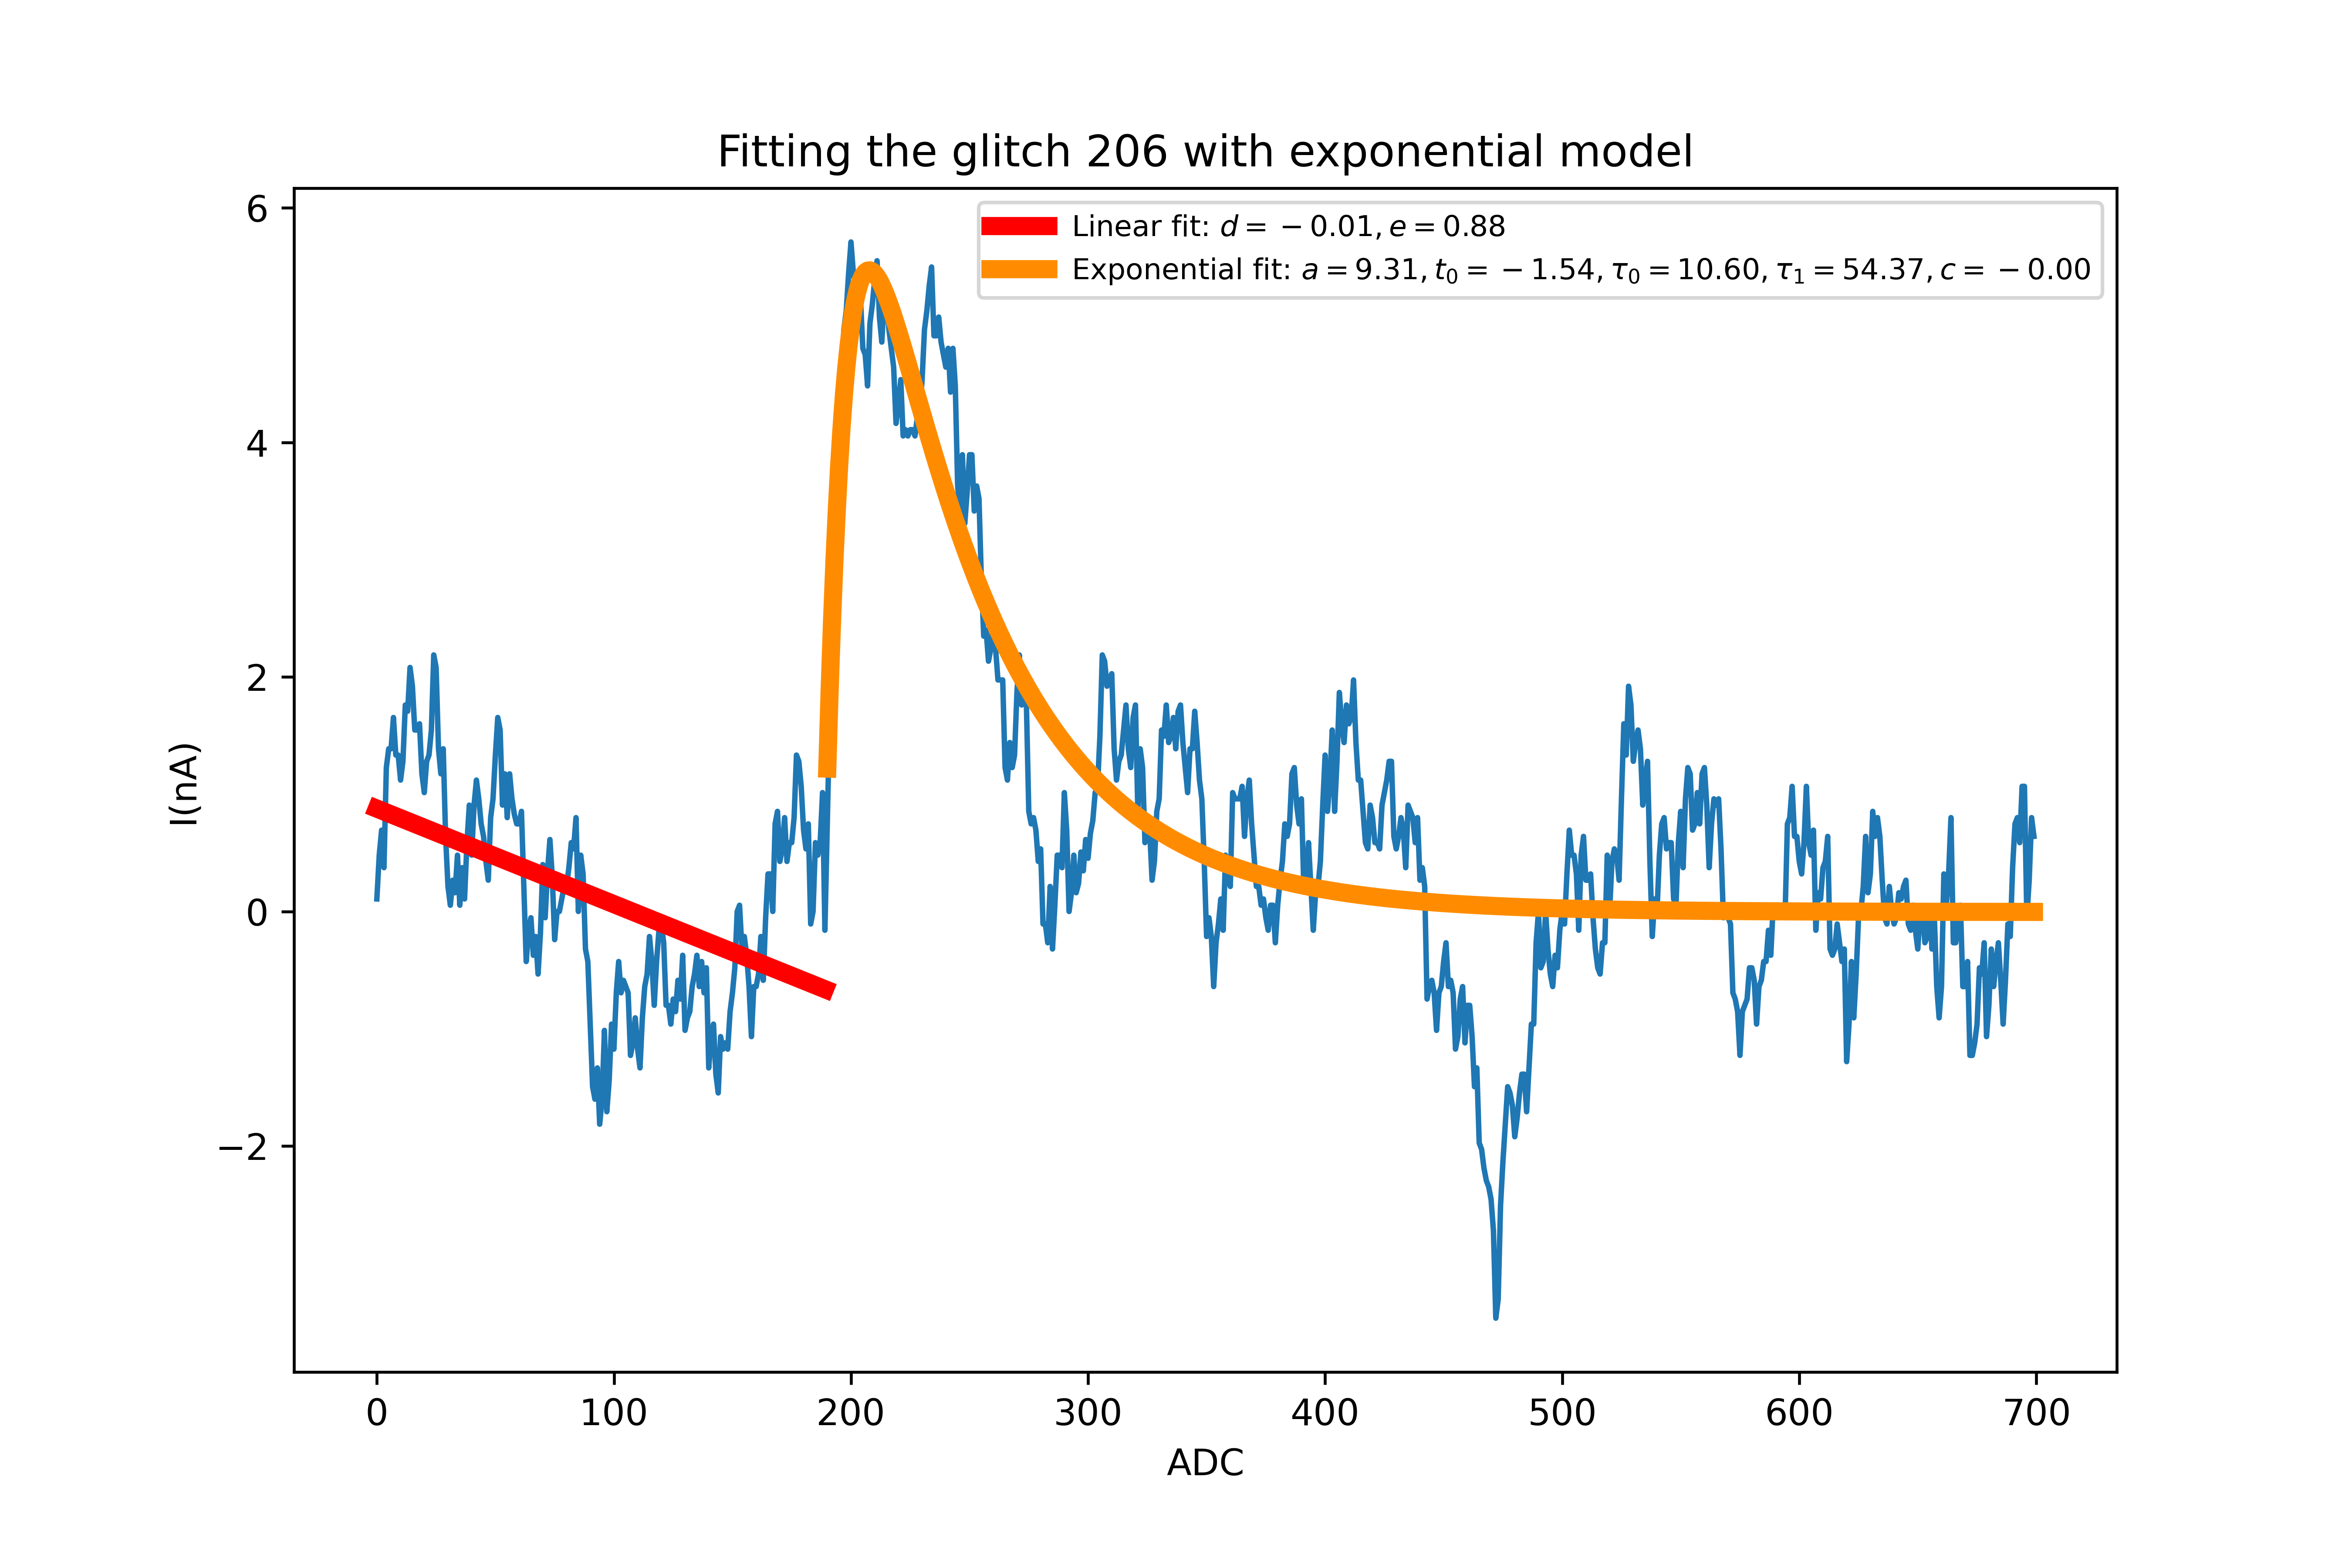 Fitting the glitch 206 with exponential model
Linear fit: d = −0.01, e = 0.88
Exponential fit: a = 9.31, t₀ = −1.54, τ₀ = 10.60, τ₁ = 54.37, c = −0.00
6
4
2
0
−2
I(nA)
0 100 200 300 400 500 600 700
ADC